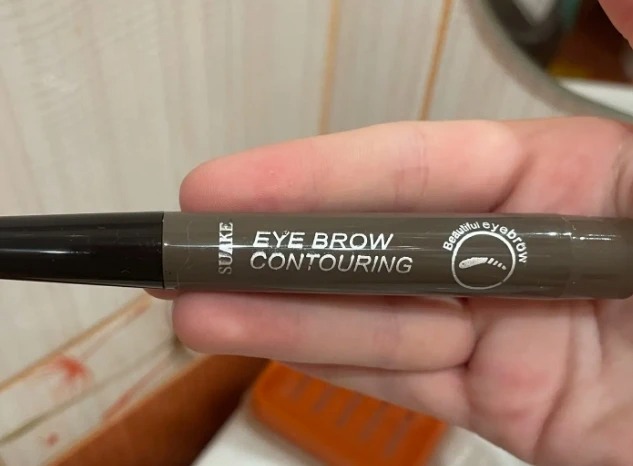 SUAKE
EYE BROW
CONTOURING
Beautiful eyebrow